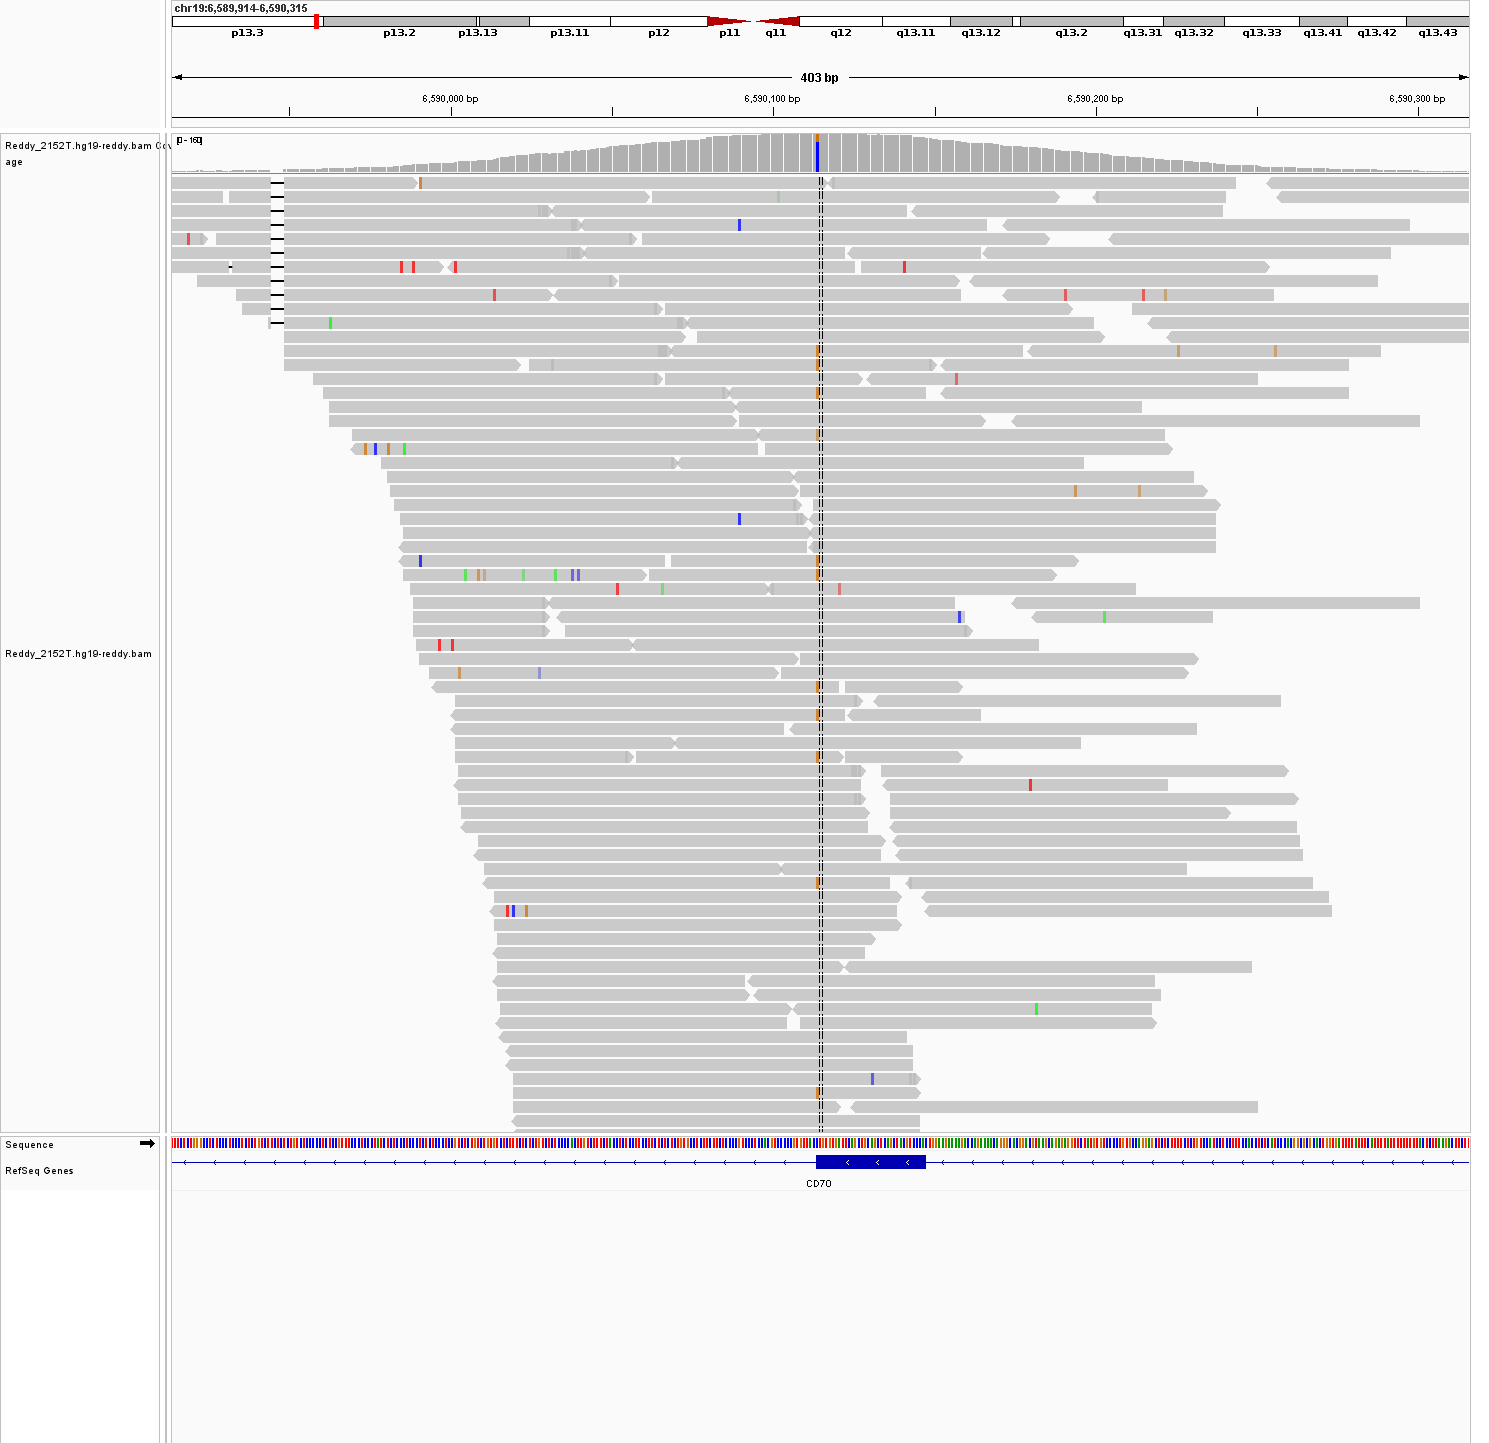 chr19:6,589,914-6,590,315
p13.3 p13.2 p13.13 p13.11 p12 p11 q11 q12 q13.11 q13.12 q13.2 q13.31 q13.32 q13.33 q13.41 q13.42 q13.43
403 bp
6,590,000 bp 6,590,100 bp 6,590,200 bp 6,590,300 bp
Reddy_2152T.hg19-reddy.bam Cov
age
[0 - 160]
Reddy_2152T.hg19-reddy.bam
Sequence
RefSeq Genes
CD70